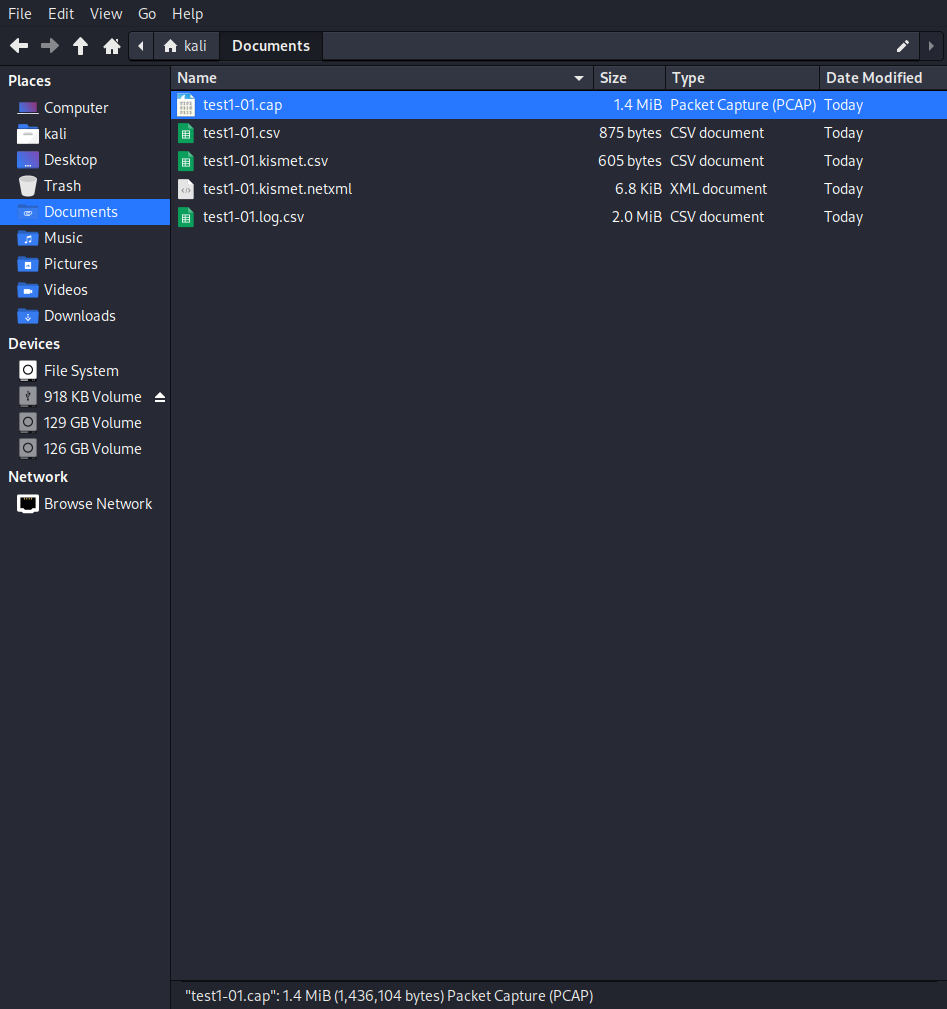 File Edit View Go Help
kali Documents
Places
Computer
kali
Desktop
Trash
Documents
Music
Pictures
Videos
Downloads
Devices
File System
918 KB Volume
129 GB Volume
126 GB Volume
Network
Browse Network
Name Size Type Date Modified
test1-01.cap 1.4 MiB Packet Capture (PCAP) Today
test1-01.csv 875 bytes CSV document Today
test1-01.kismet.csv 605 bytes CSV document Today
test1-01.kismet.netxml 6.8 KiB XML document Today
test1-01.log.csv 2.0 MiB CSV document Today
"test1-01.cap": 1.4 MiB (1,436,104 bytes) Packet Capture (PCAP)